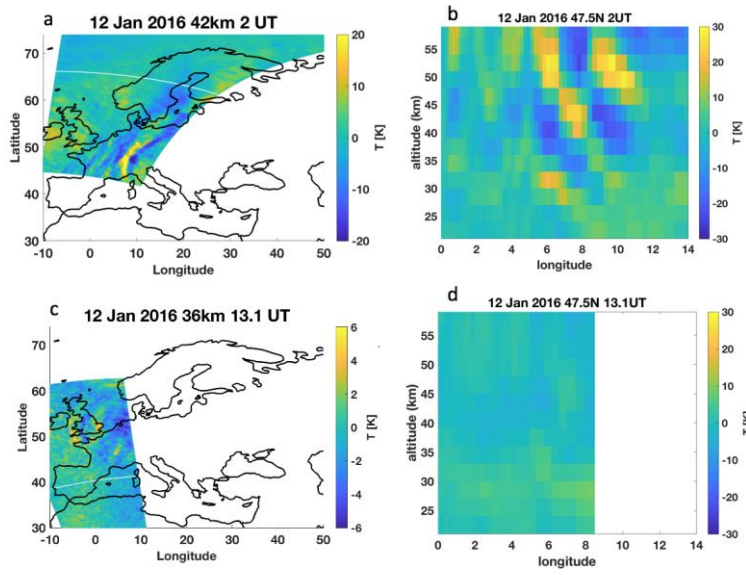 a
12 Jan 2016 42km 2 UT
70
60
50
40
30
Latitude
-10 0 10 20 30 40 50
Longitude
20
10
0
-10
-20
T [K]
b
12 Jan 2016 47.5N 2UT
55
50
45
40
35
30
25
altitude (km)
0 2 4 6 8 10 12 14
longitude
30
20
10
0
-10
-20
-30
T [K]
c
12 Jan 2016 36km 13.1 UT
70
60
50
40
30
Latitude
-10 0 10 20 30 40 50
Longitude
6
4
2
0
-2
-4
-6
T [K]
d
12 Jan 2016 47.5N 13.1UT
55
50
45
40
35
30
25
altitude (km)
0 2 4 6 8 10 12 14
longitude
30
20
10
0
-10
-20
-30
T [K]